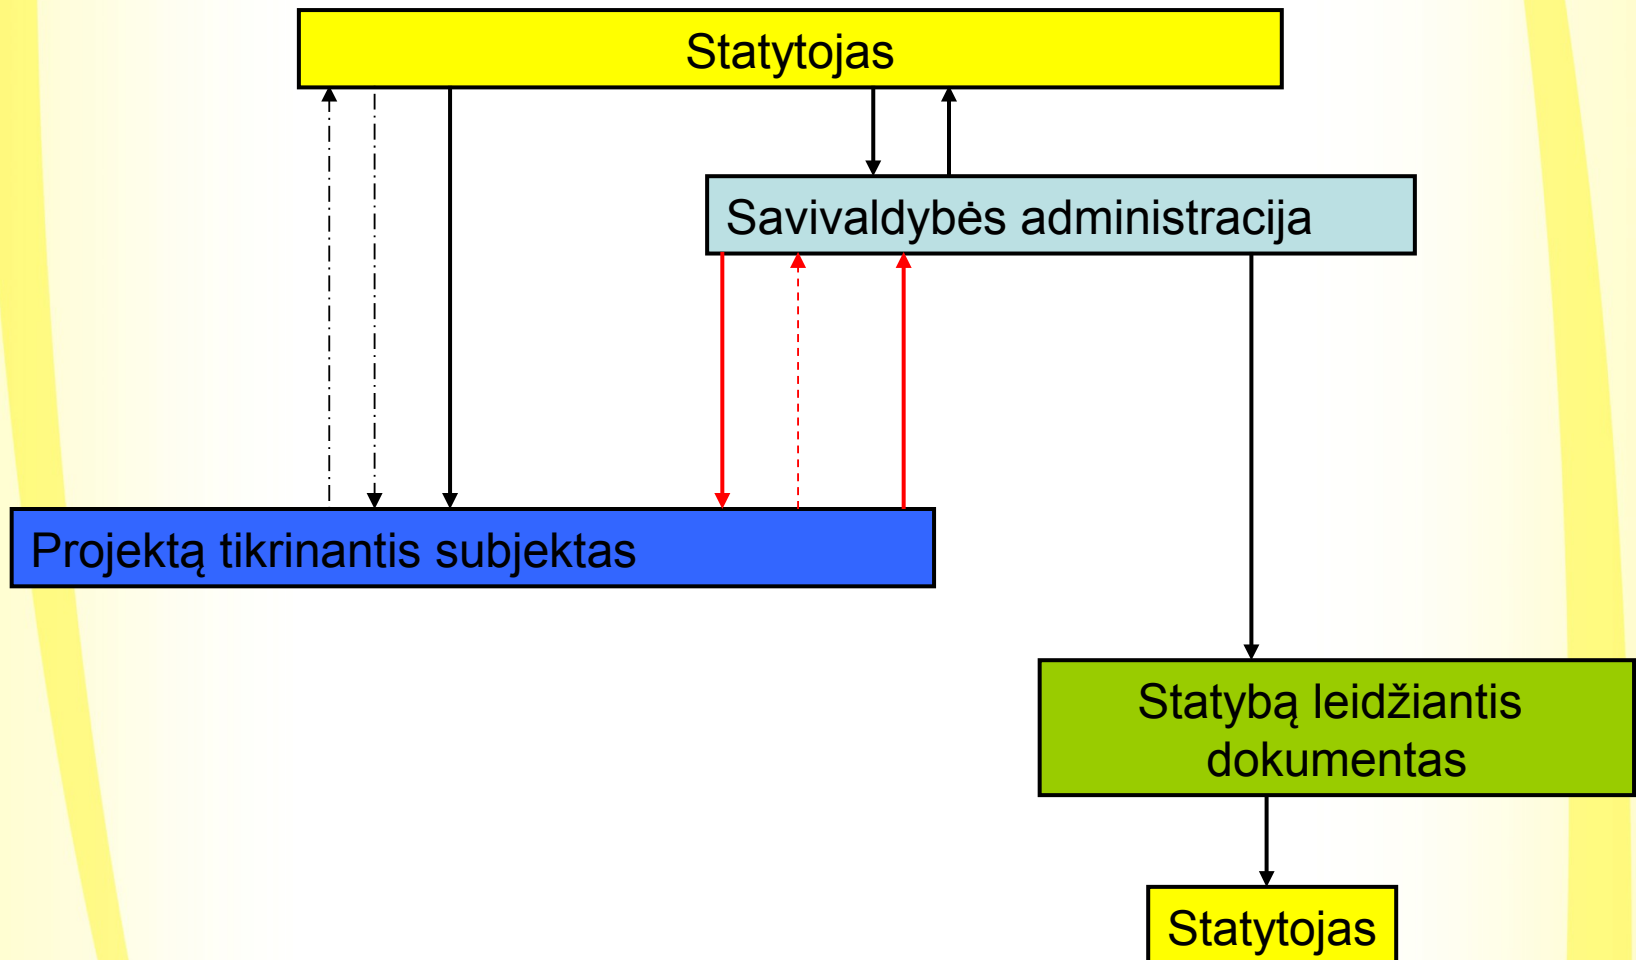 Statytojas
Savivaldybės administracija
Projektą tikrinantis subjektas
Statybą leidžiantis
dokumentas
Statytojas